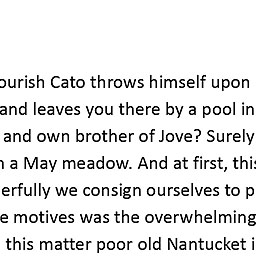 ourish Cato throws himself upon
and leaves you there by a pool in
and own brother of Jove? Surely
a May meadow. And at first, this
erfully we consign ourselves to p
e motives was the overwhelming
this matter poor old Nantucket i